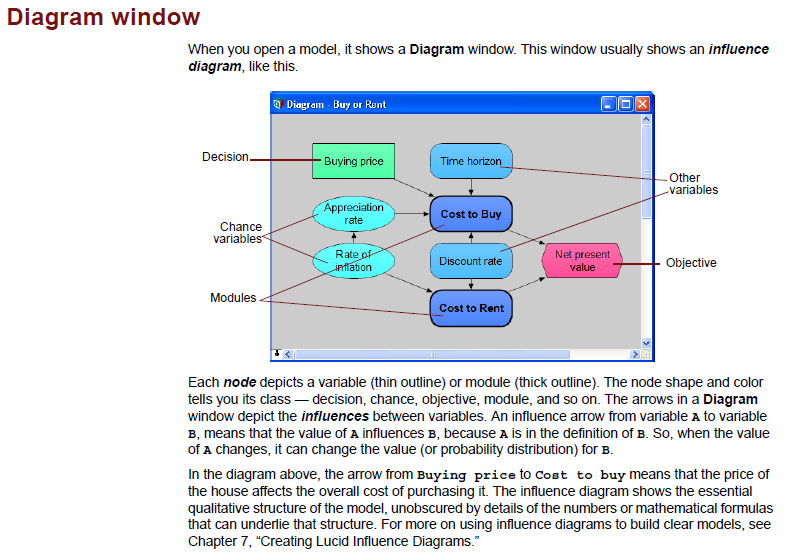 Diagram window
When you open a model, it shows a Diagram window. This window usually shows an influence
diagram, like this.
Diagram - Buy or Rent
Decision
Buying price
Time horizon
Other
variables
Appreciation
rate
Cost to Buy
Chance
variables
Rate of
inflation
Discount rate
Net present
value
Objective
Modules
Cost to Rent
Each node depicts a variable (thin outline) or module (thick outline). The node shape and color
tells you its class — decision, chance, objective, module, and so on. The arrows in a Diagram
window depict the influences between variables. An influence arrow from variable A to variable
B, means that the value of A influences B, because A is in the definition of B. So, when the value
of A changes, it can change the value (or probability distribution) for B.
In the diagram above, the arrow from Buying price to Cost to buy means that the price of
the house affects the overall cost of purchasing it. The influence diagram shows the essential
qualitative structure of the model, unobscured by details of the numbers or mathematical formulas
that can underlie that structure. For more on using influence diagrams to build clear models, see
Chapter 7, “Creating Lucid Influence Diagrams.”